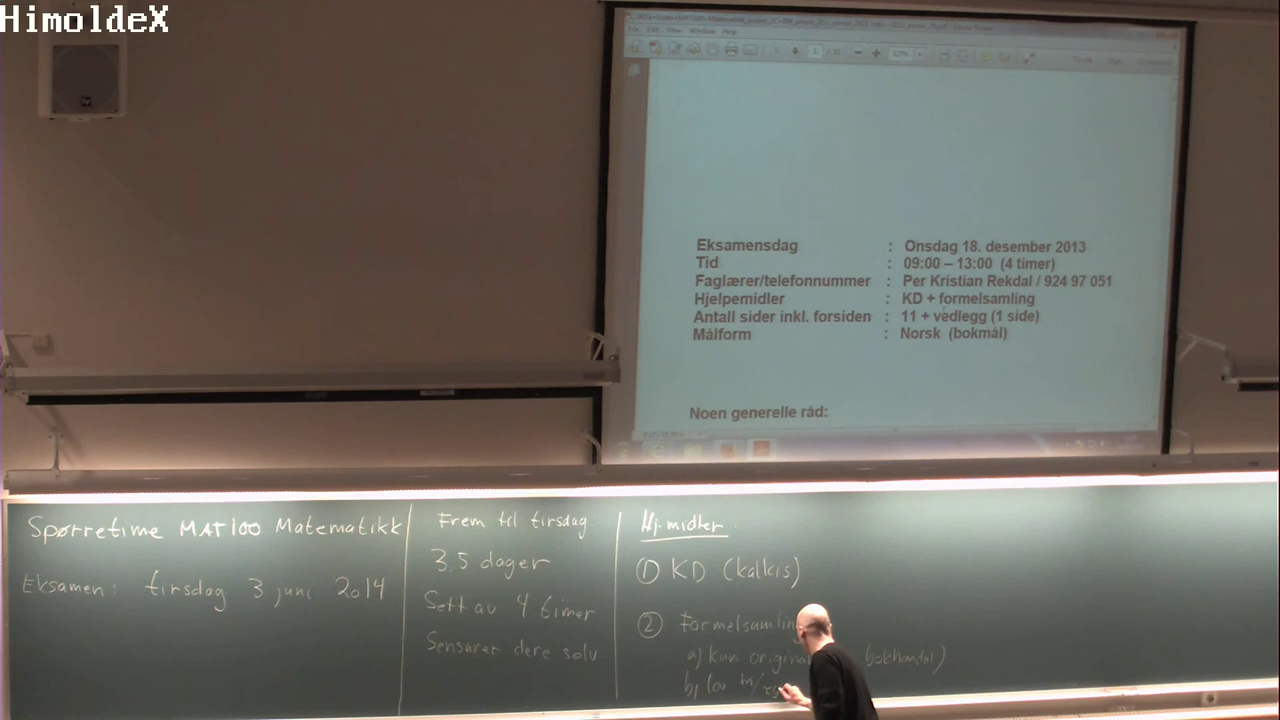 HimoldeX
Eksamensdag : Onsdag 18. desember 2013
Tid : 09:00 – 13:00 (4 timer)
Faglærer/telefonnummer : Per Kristian Rekdal / 924 97 051
Hjelpemidler : KD + formelsamling
Antall sider inkl. forsiden : 11 + vedlegg (1 side)
Målform : Norsk (bokmål)
Noen generelle råd:
Spørretime MAT100 Matematikk
Eksamen: tirsdag 3 juni 2014
Frem til tirsdag
3,5 dager
Sett av 4 timer
Sensurer dere selv
Hj.midler
① KD (kalkis)
② Formelsamling
a) kun bokhandel)
b) lov